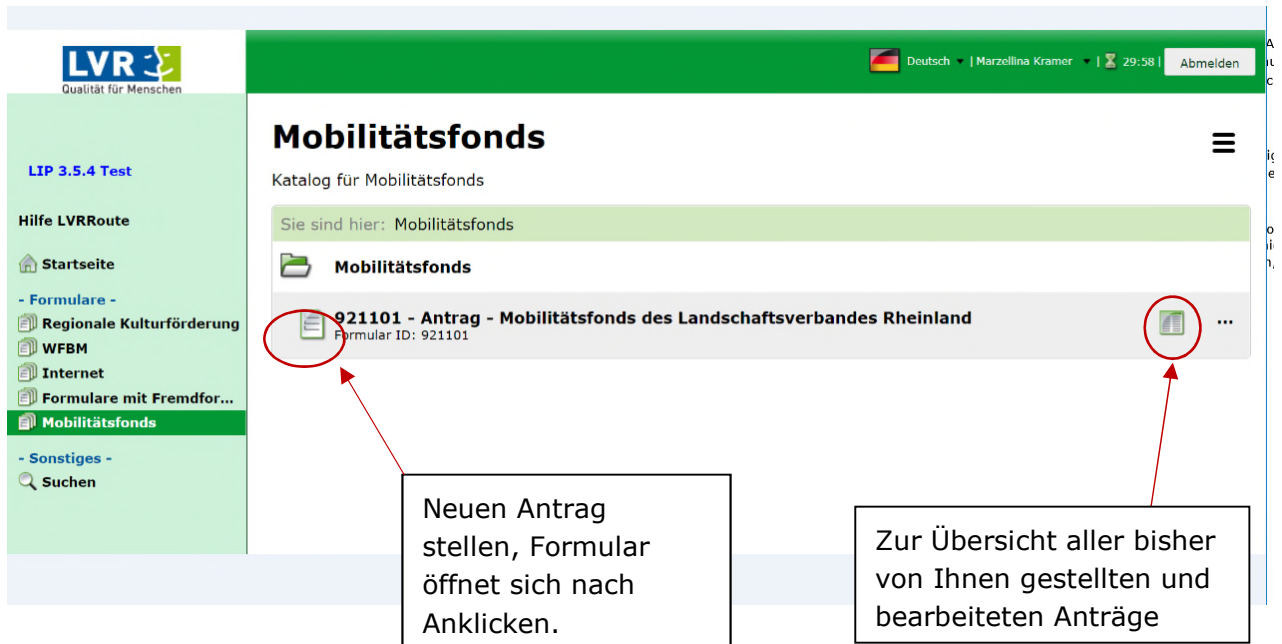 LVR
Qualität für Menschen
Deutsch | Marzellina Kramer | 29:58 | Abmelden
LIP 3.5.4 Test
Hilfe LVRRoute
Startseite
- Formulare -
Regionale Kulturförderung
WFBM
Internet
Formulare mit Fremdfor...
Mobilitätsfonds
- Sonstiges -
Suchen
Mobilitätsfonds
Katalog für Mobilitätsfonds
Sie sind hier: Mobilitätsfonds
Mobilitätsfonds
921101 - Antrag - Mobilitätsfonds des Landschaftsverbandes Rheinland
Formular ID: 921101
...
Neuen Antrag
stellen, Formular
öffnet sich nach
Anklicken.
Zur Übersicht aller bisher
von Ihnen gestellten und
bearbeiteten Anträge